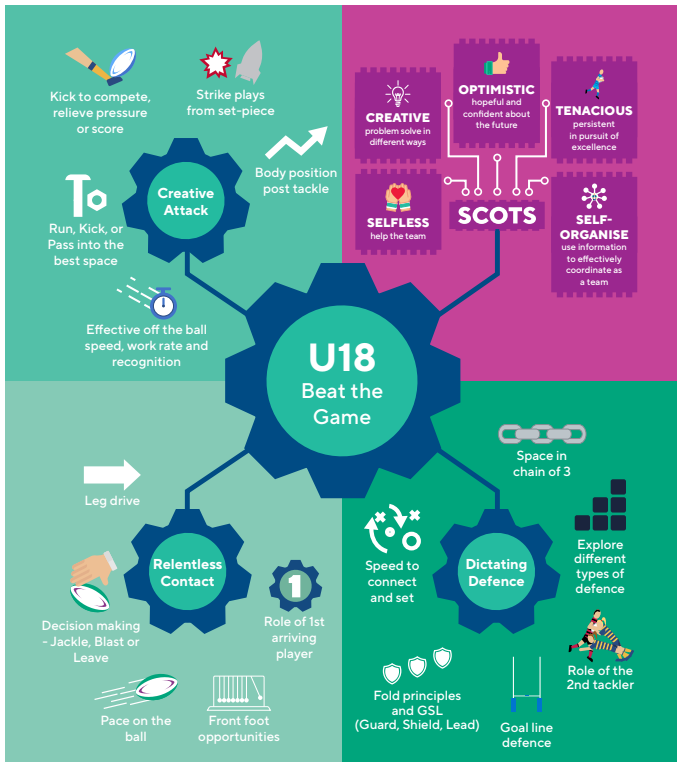 Kick to compete,
relieve pressure
or score
Strike plays
from set-piece
Body position
post tackle
Creative
Attack
Run, Kick, or
Pass into the
best space
Effective off the ball
speed, work rate and
recognition
CREATIVE
problem solve in
different ways
OPTIMISTIC
hopeful and
confident about
the future
TENACIOUS
persistent
in pursuit of
excellence
SELFLESS
help the team
SCOTS
SELF-
ORGANISE
use information
to effectively
coordinate as
a team
U18
Beat the
Game
Leg drive
Relentless
Contact
Decision making
- Jackle, Blast or
Leave
1
Role of 1st
arriving
player
Pace on the
ball
Front foot
opportunities
Space in
chain of 3
Speed to
connect
and set
Dictating
Defence
Explore
different
types of
defence
Role of the
2nd tackler
Fold principles
and GSL
(Guard, Shield, Lead)
Goal line
defence